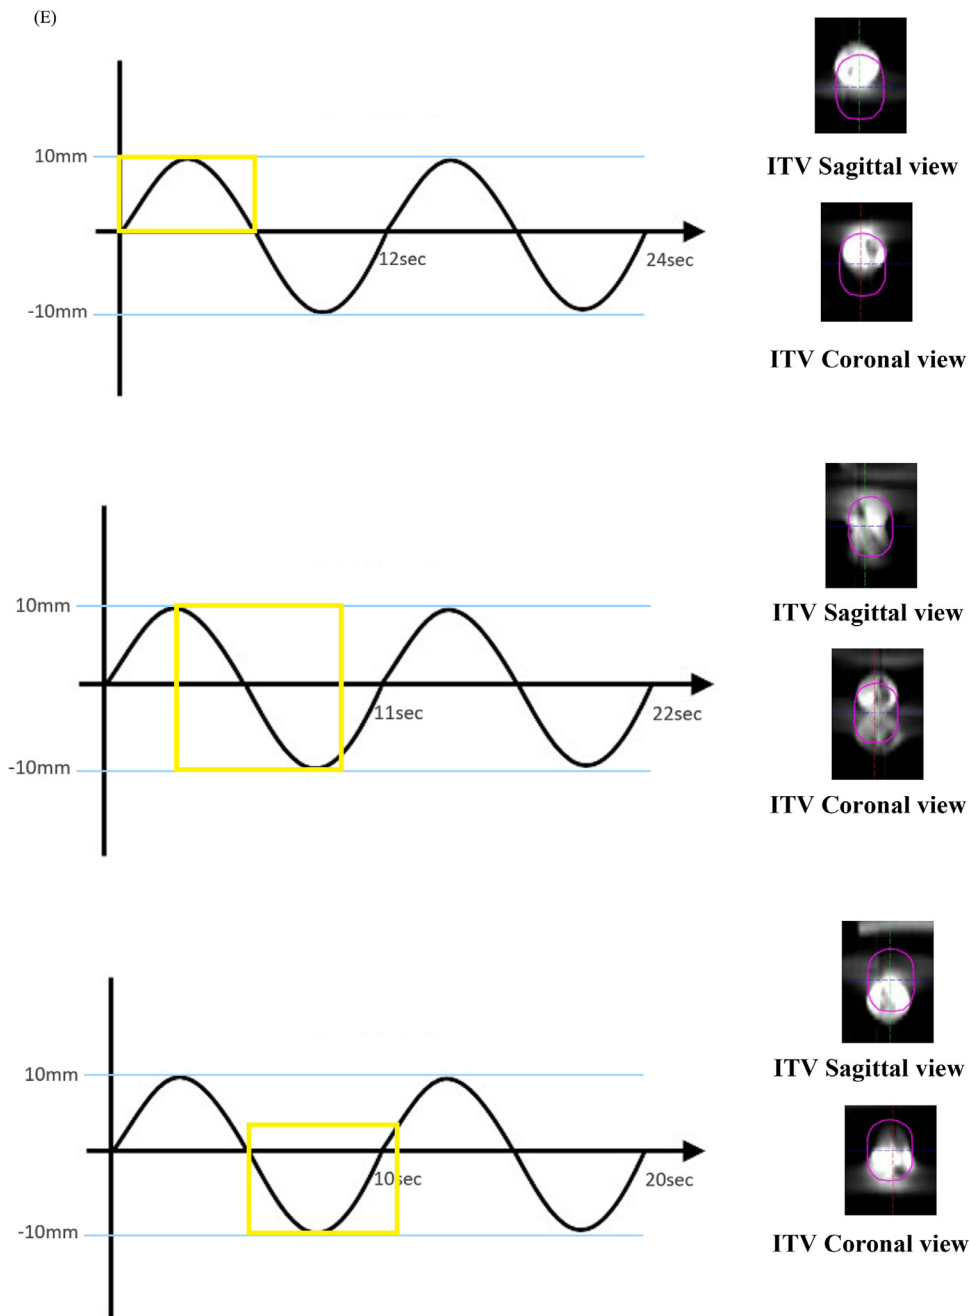 (E)
10mm
-10mm
12sec
24sec
ITV Sagittal view
ITV Coronal view
10mm
-10mm
11sec
22sec
ITV Sagittal view
ITV Coronal view
10mm
-10mm
10sec
20sec
ITV Sagittal view
ITV Coronal view